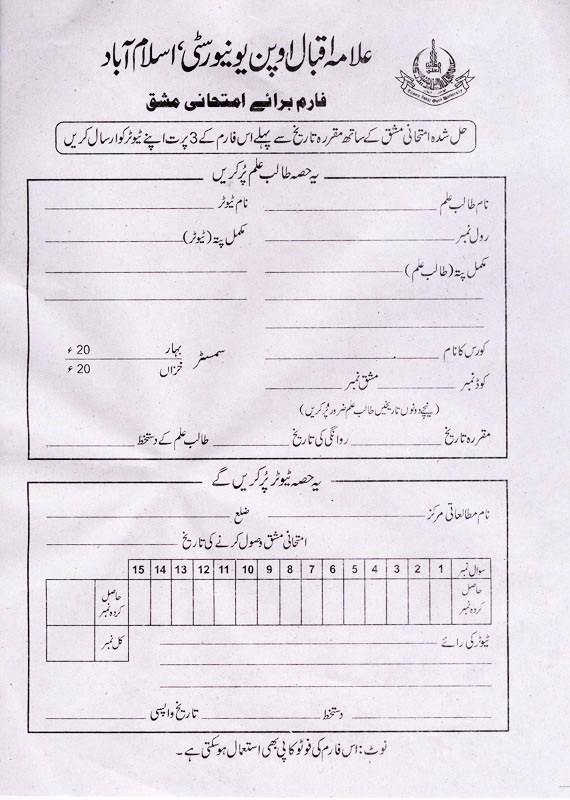 علامہ اقبال اوپن یونیورسٹی، اسلام آباد
فارم برائے امتحانی مشق
حل شدہ امتحانی مشق کے ساتھ مقررہ تاریخ سے پہلے اس فارم کے 3 پرت اپنے ٹیوٹر کو ارسال کریں
یہ حصہ طالب علم پُر کریں
نام طالب علم نام ٹیوٹر
رول نمبر مکمل پتہ (ٹیوٹر)
مکمل پتہ (طالب علم)
کورس کا نام سمسٹر بہار 20 ء
خزاں 20 ء
کوڈ نمبر مشق نمبر
(نیچے دونوں تاریخیں طالب علم ضرور پُر کریں)
مقررہ تاریخ روانگی کی تاریخ طالب علم کے دستخط
یہ حصہ ٹیوٹر پُر کریں گے
نام مطالعاتی مرکز ضلع
امتحانی مشق وصول کرنے کی تاریخ
سوال نمبر 1 2 3 4 5 6 7 8 9 10 11 12 13 14 15
حاصل کردہ نمبر حاصل کردہ نمبر
ٹیوٹر کی رائے کل نمبر
دستخط تاریخ واپسی
نوٹ: اس فارم کی فوٹو کاپی بھی استعمال ہو سکتی ہے۔